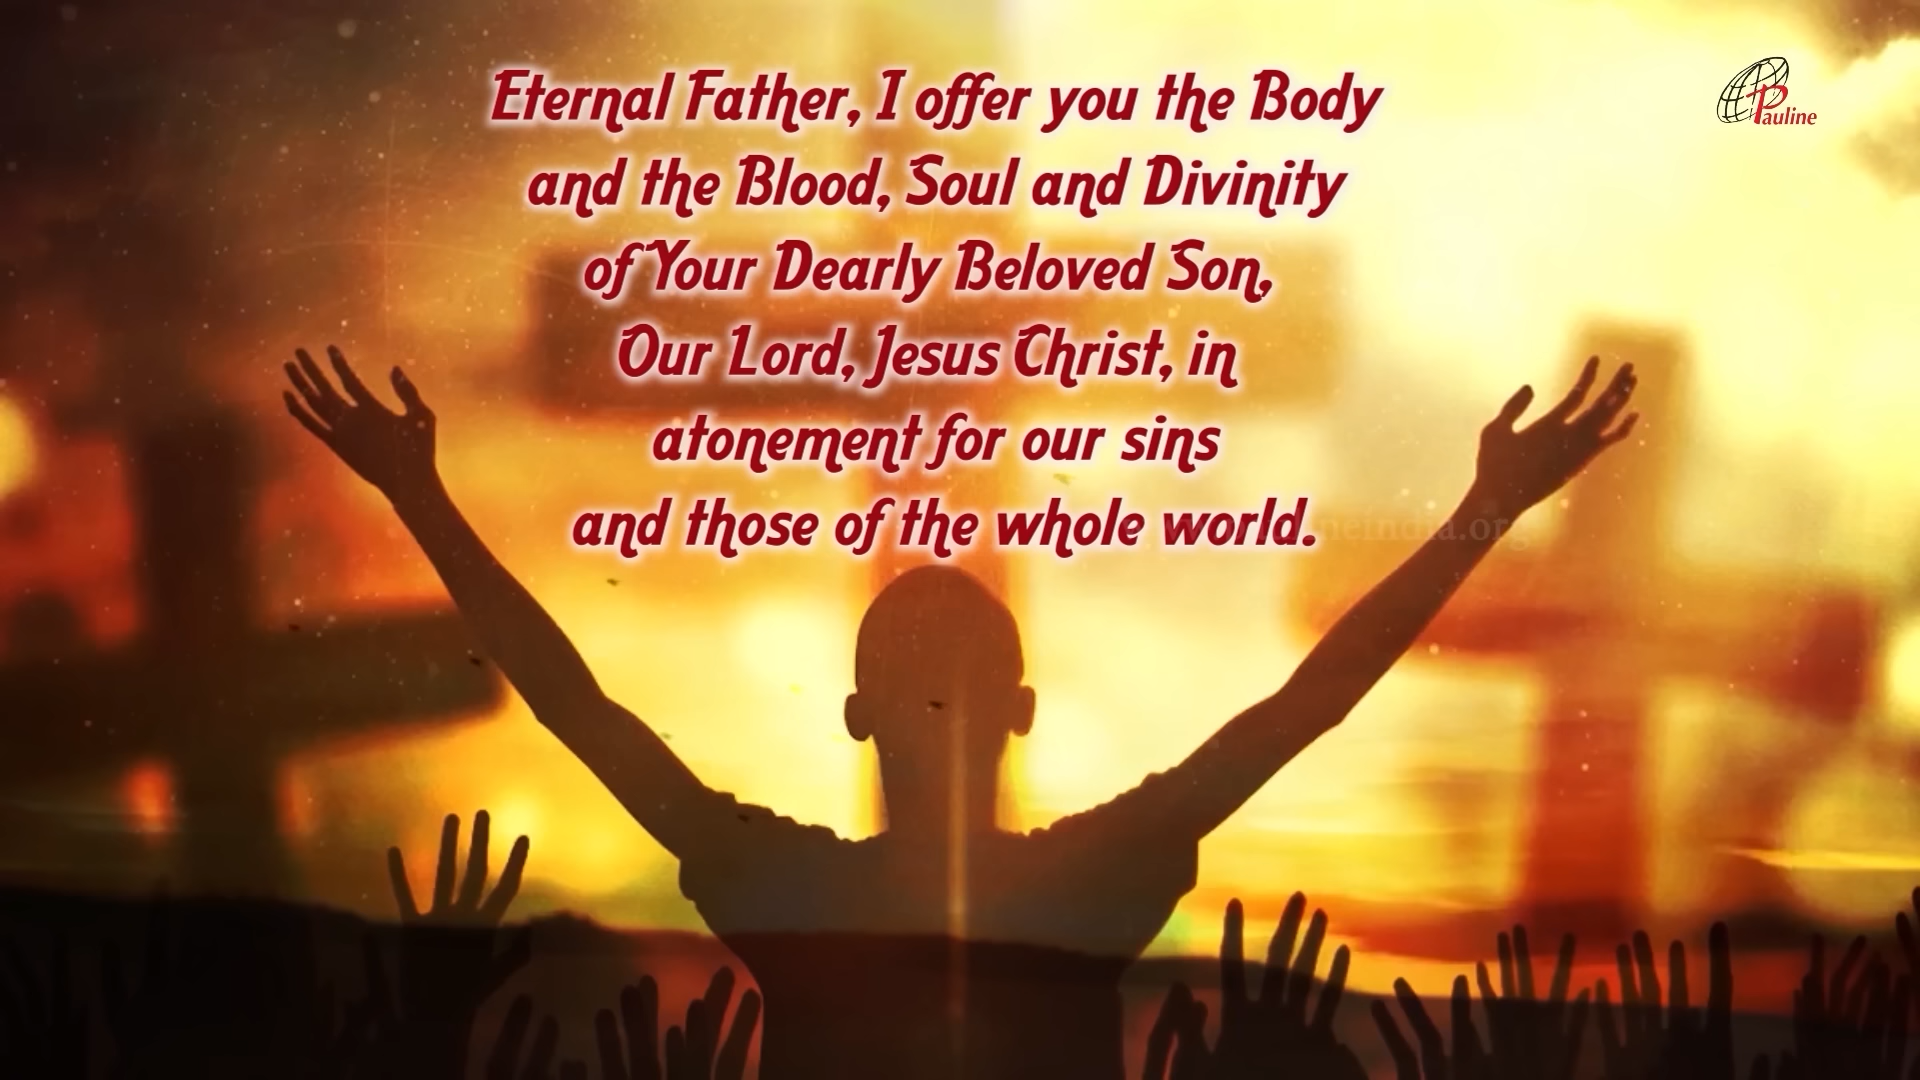 Eternal Father, I offer you the Body
and the Blood, Soul and Divinity
of Your Dearly Beloved Son,
Our Lord, Jesus Christ, in
atonement for our sins
and those of the whole world.
Pauline